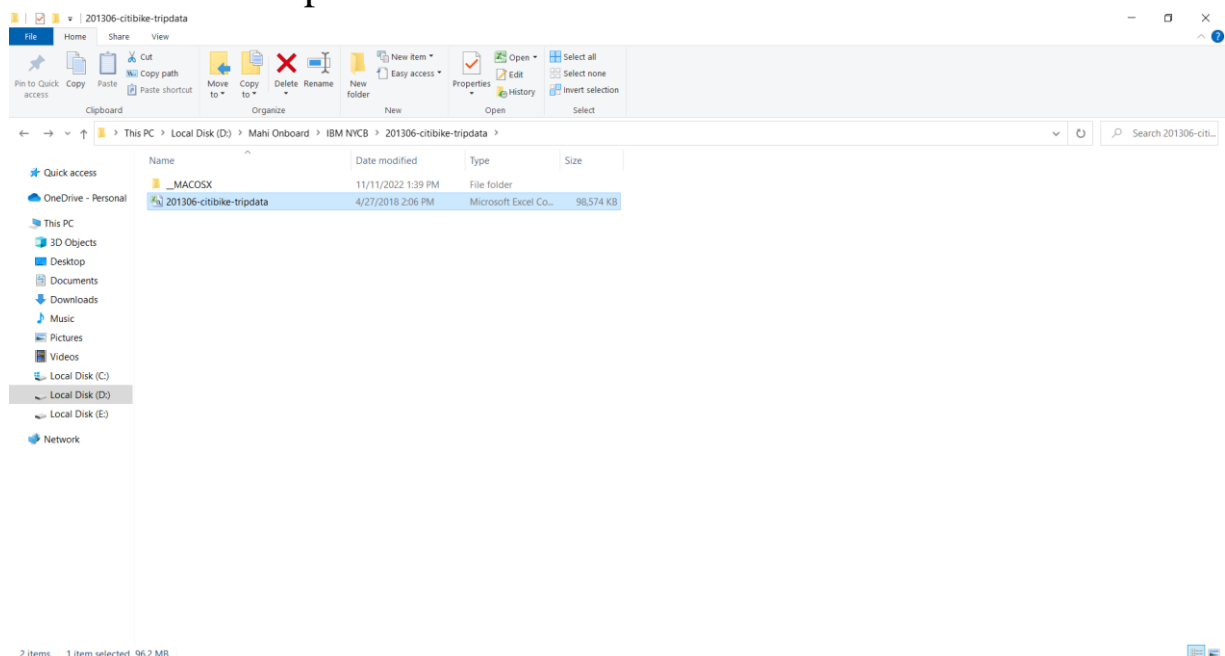 201306-citibike-tripdata
File Home Share View
Pin to Quick access
Copy
Paste
Cut
Copy path
Paste shortcut
Clipboard
Move to
Copy to
Delete
Rename
Organize
New folder
New item
Easy access
New
Properties
Open
Edit
History
Open
Select all
Select none
Invert selection
Select
This PC > Local Disk (D:) > Mahi Onboard > IBM NYCB > 201306-citibike-tripdata >
Search 201306-citi...
Name Date modified Type Size
__MACOSX 11/11/2022 1:39 PM File folder
201306-citibike-tripdata 4/27/2018 2:06 PM Microsoft Excel Co... 98,574 KB
Quick access
OneDrive - Personal
This PC
3D Objects
Desktop
Documents
Downloads
Music
Pictures
Videos
Local Disk (C:)
Local Disk (D:)
Local Disk (E:)
Network
2 items 1 item selected 96.2 MB